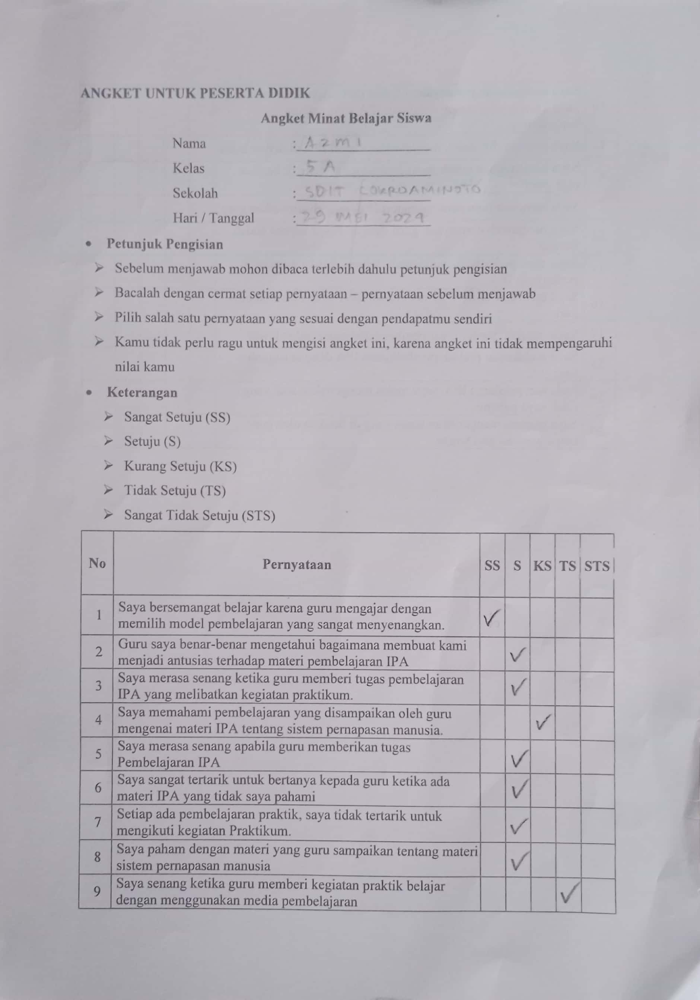 ANGKET UNTUK PESERTA DIDIK
Angket Minat Belajar Siswa
Nama : AZMI
Kelas : 5 A
Sekolah : SDIT COKROAMINOTO
Hari / Tanggal : 29 MEI 2024
• Petunjuk Pengisian
➢ Sebelum menjawab mohon dibaca terlebih dahulu petunjuk pengisian
➢ Bacalah dengan cermat setiap pernyataan – pernyataan sebelum menjawab
➢ Pilih salah satu pernyataan yang sesuai dengan pendapatmu sendiri
➢ Kamu tidak perlu ragu untuk mengisi angket ini, karena angket ini tidak mempengaruhi
nilai kamu
• Keterangan
➢ Sangat Setuju (SS)
➢ Setuju (S)
➢ Kurang Setuju (KS)
➢ Tidak Setuju (TS)
➢ Sangat Tidak Setuju (STS)
No Pernyataan SS S KS TS STS
1 Saya bersemangat belajar karena guru mengajar dengan
memilih model pembelajaran yang sangat menyenangkan. ✓
2 Guru saya benar-benar mengetahui bagaimana membuat kami
menjadi antusias terhadap materi pembelajaran IPA ✓
3 Saya merasa senang ketika guru memberi tugas pembelajaran
IPA yang melibatkan kegiatan praktikum. ✓
4 Saya memahami pembelajaran yang disampaikan oleh guru
mengenai materi IPA tentang sistem pernapasan manusia. ✓
5 Saya merasa senang apabila guru memberikan tugas
Pembelajaran IPA ✓
6 Saya sangat tertarik untuk bertanya kepada guru ketika ada
materi IPA yang tidak saya pahami ✓
7 Setiap ada pembelajaran praktik, saya tidak tertarik untuk
mengikuti kegiatan Praktikum. ✓
8 Saya paham dengan materi yang guru sampaikan tentang materi
sistem pernapasan manusia ✓
9 Saya senang ketika guru memberi kegiatan praktik belajar
dengan menggunakan media pembelajaran ✓